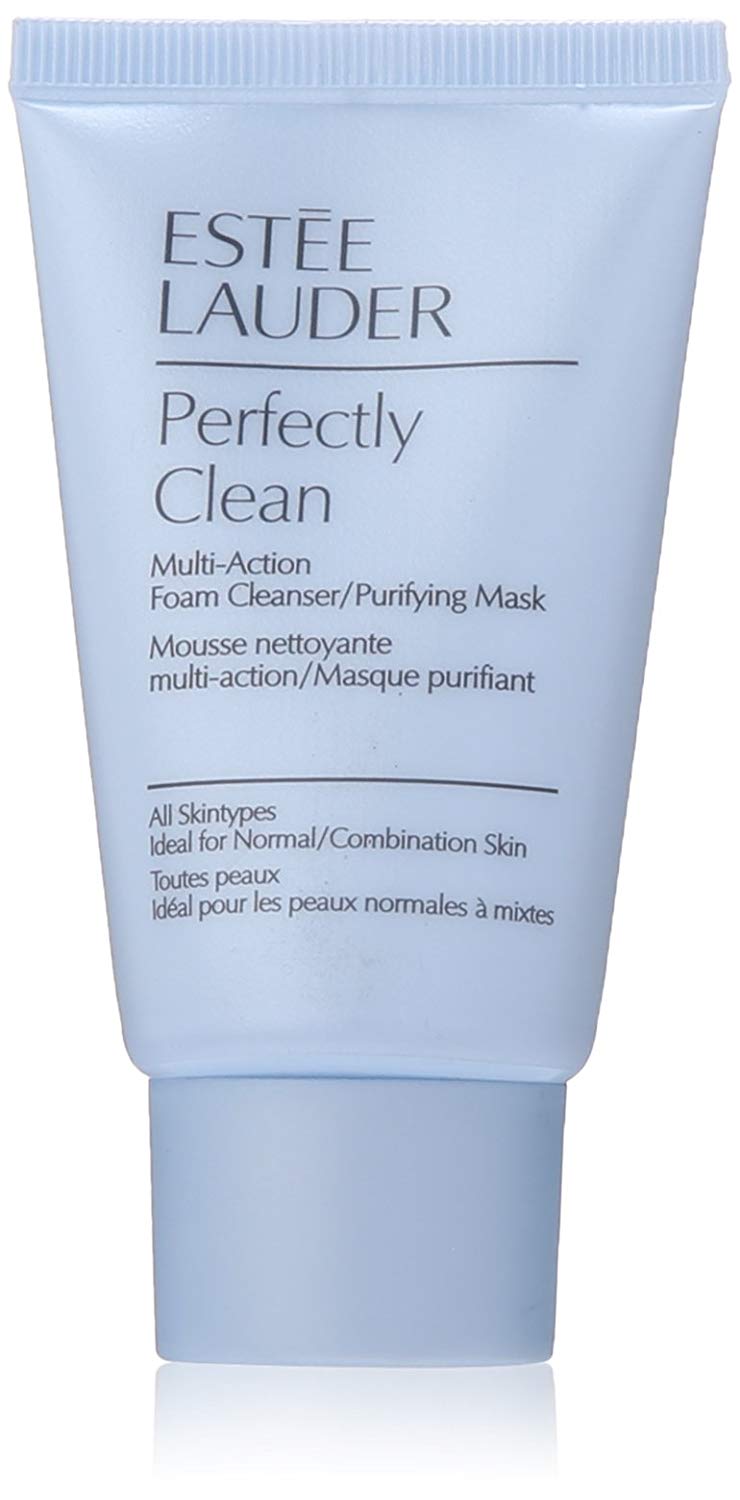 ESTĒE
LAUDER
Perfectly
Clean
Multi-Action
Foam Cleanser/Purifying Mask
Mousse nettoyante
multi-action/Masque purifiant
All Skintypes
Ideal for Normal/Combination Skin
Toutes peaux
Idéal pour les peaux normales à mixtes